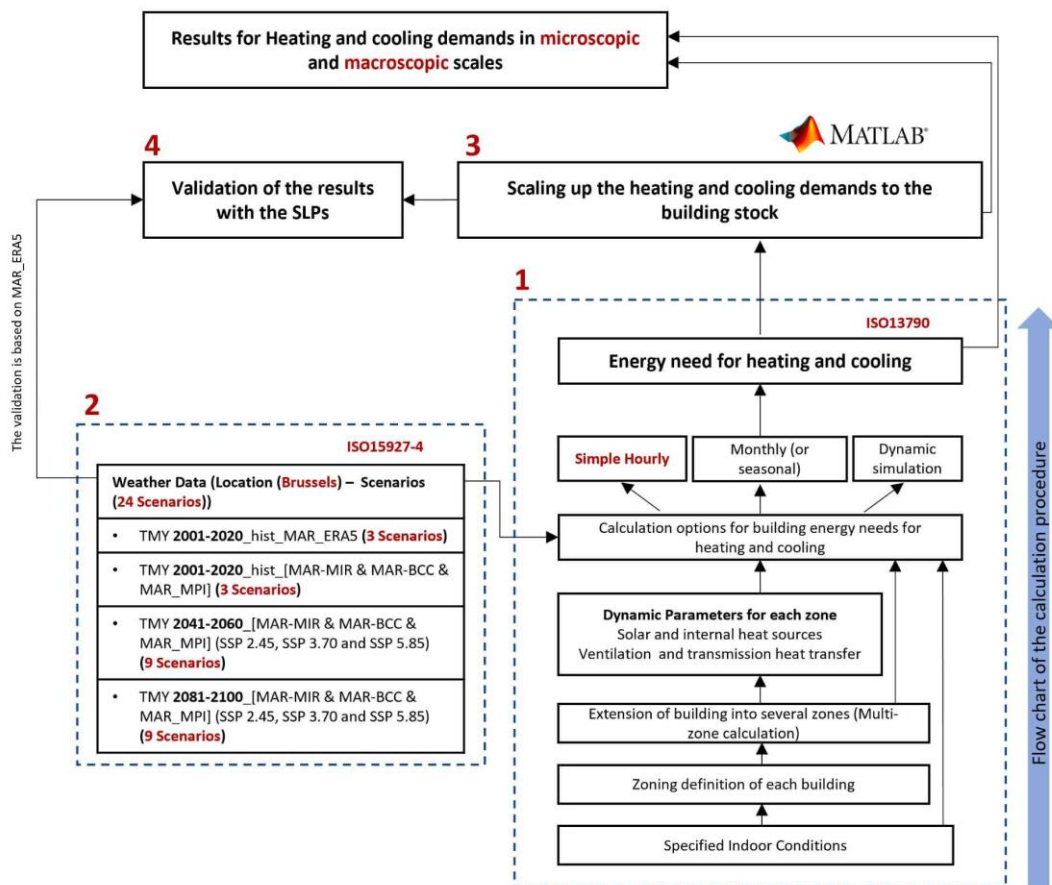 Results for Heating and cooling demands in microscopic
and macroscopic scales
MATLAB®
4
Validation of the results
with the SLPs
3
Scaling up the heating and cooling demands to the
building stock
The validation is based on MAR_ERA5
1
ISO13790
Energy need for heating and cooling
Simple Hourly
Monthly (or
seasonal)
Dynamic
simulation
Calculation options for building energy needs for
heating and cooling
Dynamic Parameters for each zone
Solar and internal heat sources
Ventilation and transmission heat transfer
Extension of building into several zones (Multi-
zone calculation)
Zoning definition of each building
Specified Indoor Conditions
2
ISO15927-4
Weather Data (Location (Brussels) – Scenarios
(24 Scenarios))
• TMY 2001-2020_hist_MAR_ERA5 (3 Scenarios)
• TMY 2001-2020_hist_[MAR-MIR & MAR-BCC &
MAR_MPI] (3 Scenarios)
• TMY 2041-2060_[MAR-MIR & MAR-BCC &
MAR_MPI] (SSP 2.45, SSP 3.70 and SSP 5.85)
(9 Scenarios)
• TMY 2081-2100_[MAR-MIR & MAR-BCC &
MAR_MPI] (SSP 2.45, SSP 3.70 and SSP 5.85)
(9 Scenarios)
Flow chart of the calculation procedure